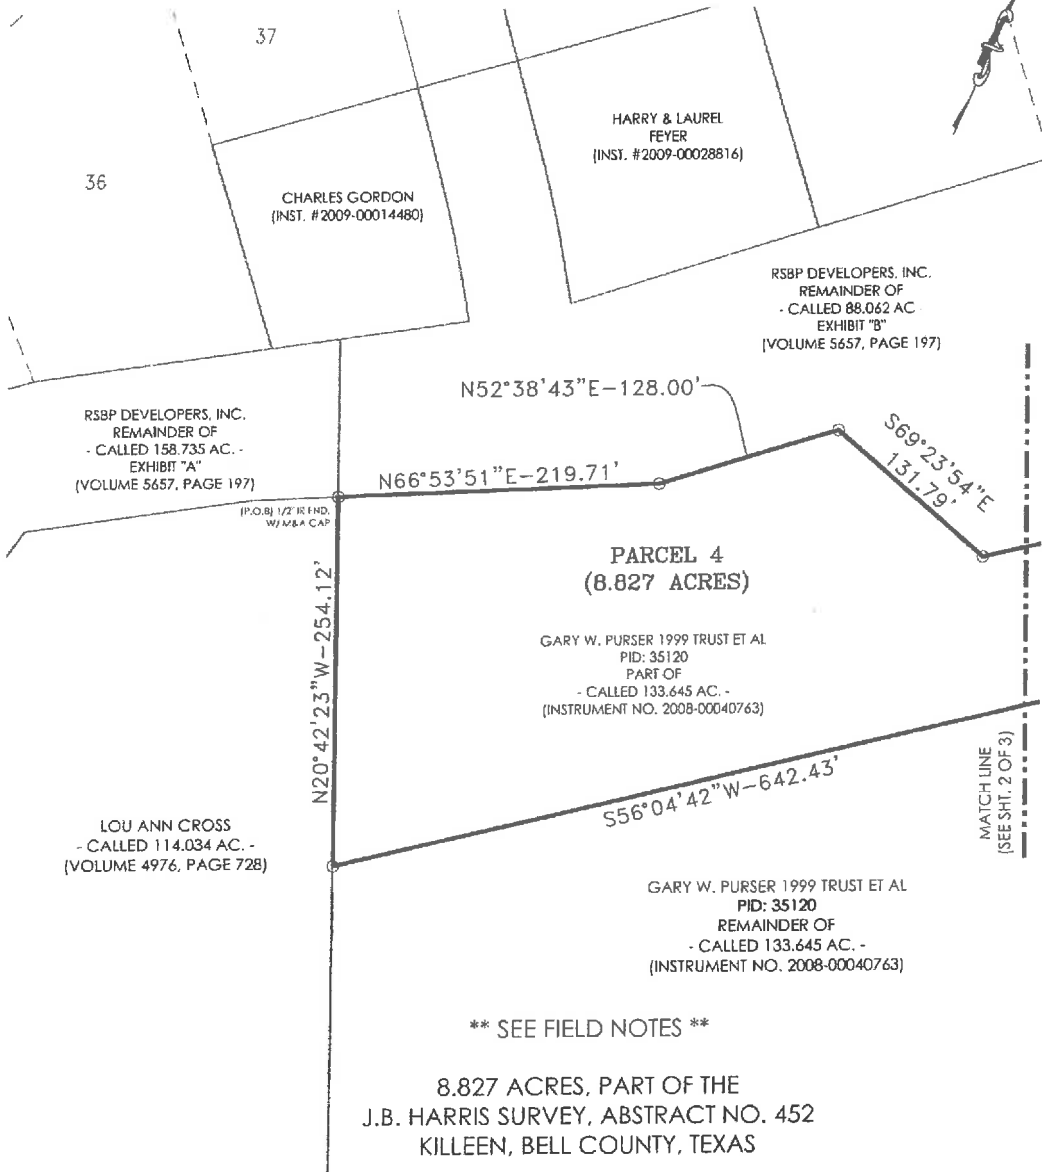 37
HARRY & LAUREL
FEYER
(INST. #2009-00028816)
36
CHARLES GORDON
(INST. #2009-00014480)
RSBP DEVELOPERS, INC.
REMAINDER OF
- CALLED 88.062 AC
EXHIBIT "B"
(VOLUME 5657, PAGE 197)
N52°38'43"E-128.00'
RSBP DEVELOPERS, INC.
REMAINDER OF
- CALLED 158.735 AC. -
EXHIBIT "A"
(VOLUME 5657, PAGE 197)
S69°23'54"E
131.79'
N66°53'51"E-219.71'
(P.O.B) 1/2" IR FND.
W/ M&A CAP
PARCEL 4
(8.827 ACRES)
N20°42'23"W-254.12'
GARY W. PURSER 1999 TRUST ET AL
PID: 35120
PART OF
- CALLED 133.645 AC. -
(INSTRUMENT NO. 2008-00040763)
MATCH LINE
(SEE SHT. 2 OF 3)
S56°04'42"W-642.43'
LOU ANN CROSS
- CALLED 114.034 AC. -
(VOLUME 4976, PAGE 728)
GARY W. PURSER 1999 TRUST ET AL
PID: 35120
REMAINDER OF
- CALLED 133.645 AC. -
(INSTRUMENT NO. 2008-00040763)
** SEE FIELD NOTES **
8.827 ACRES, PART OF THE
J.B. HARRIS SURVEY, ABSTRACT NO. 452
KILLEEN, BELL COUNTY, TEXAS